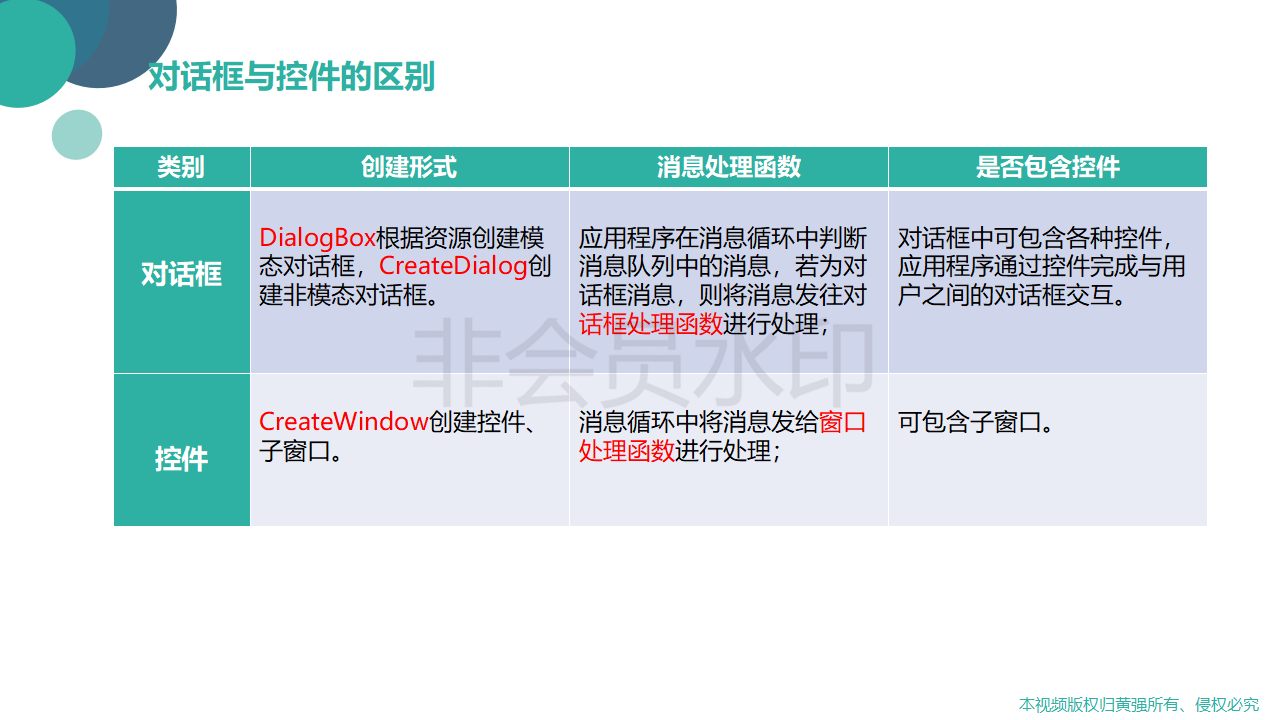 对话框与控件的区别
类别
创建形式
消息处理函数
是否包含控件
对话框
DialogBox根据资源创建模
态对话框，CreateDialog创
建非模态对话框。
应用程序在消息循环中判断
消息队列中的消息，若为对
话框消息，则将消息发往对
话框处理函数进行处理；
对话框中可包含各种控件，
应用程序通过控件完成与用
户之间的对话框交互。
控件
CreateWindow创建控件、
子窗口。
消息循环中将消息发给窗口
处理函数进行处理；
可包含子窗口。
非会员水印
本视频版权归黄强所有、侵权必究